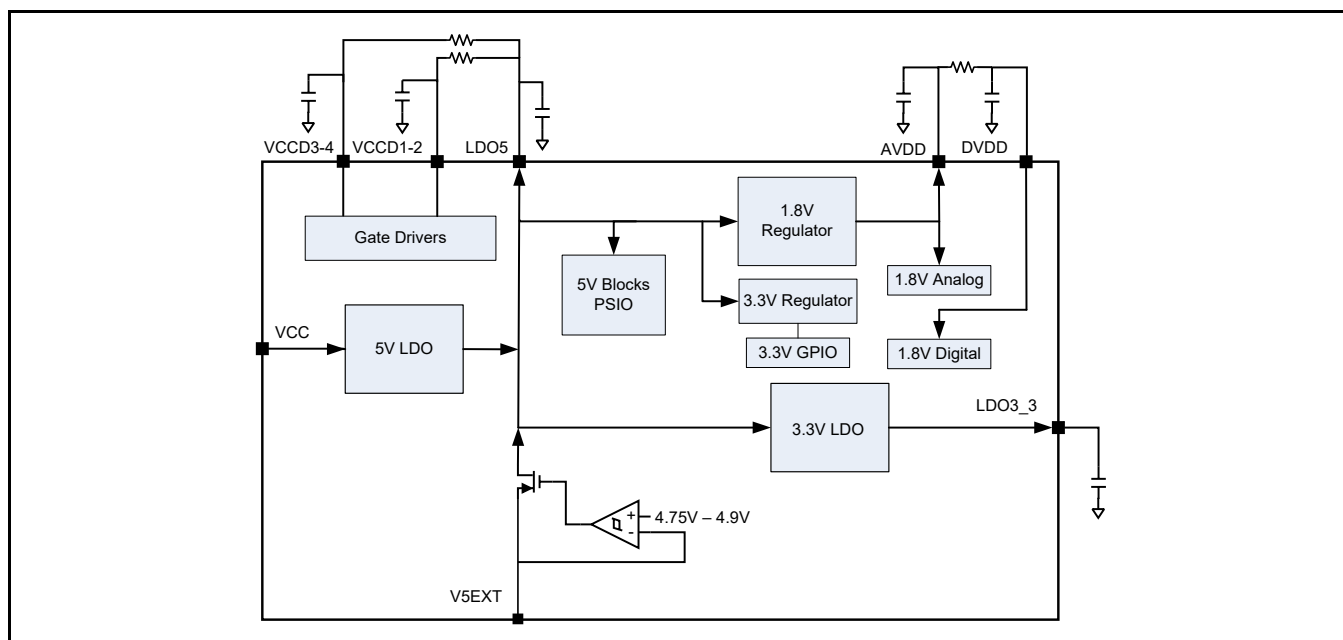 VCCD3-4
VCCD1-2
LDO5
AVDD
DVDD
Gate Drivers
1.8V
Regulator
5V Blocks
PSIO
3.3V Regulator
1.8V Analog
VCC
5V LDO
3.3V GPIO
1.8V Digital
3.3V LDO
LDO3_3
+
4.75V – 4.9V
-
V5EXT